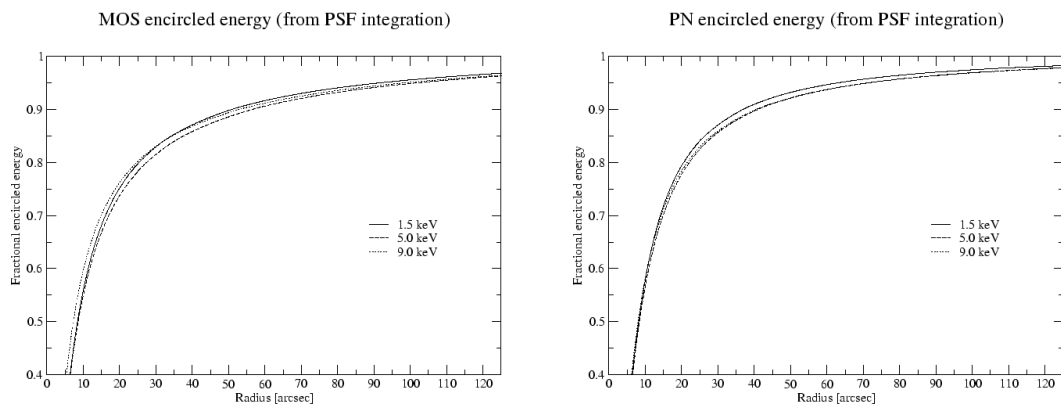 MOS encircled energy (from PSF integration)
1
0.9
0.8
0.7
0.6
0.5
0.4
Fractional encircled energy
1.5 keV
5.0 keV
9.0 keV
0 10 20 30 40 50 60 70 80 90 100 110 120
Radius [arcsec]
PN encircled energy (from PSF integration)
1
0.9
0.8
0.7
0.6
0.5
0.4
Fractional encircled energy
1.5 keV
5.0 keV
9.0 keV
0 10 20 30 40 50 60 70 80 90 100 110 120
Radius [arcsec]